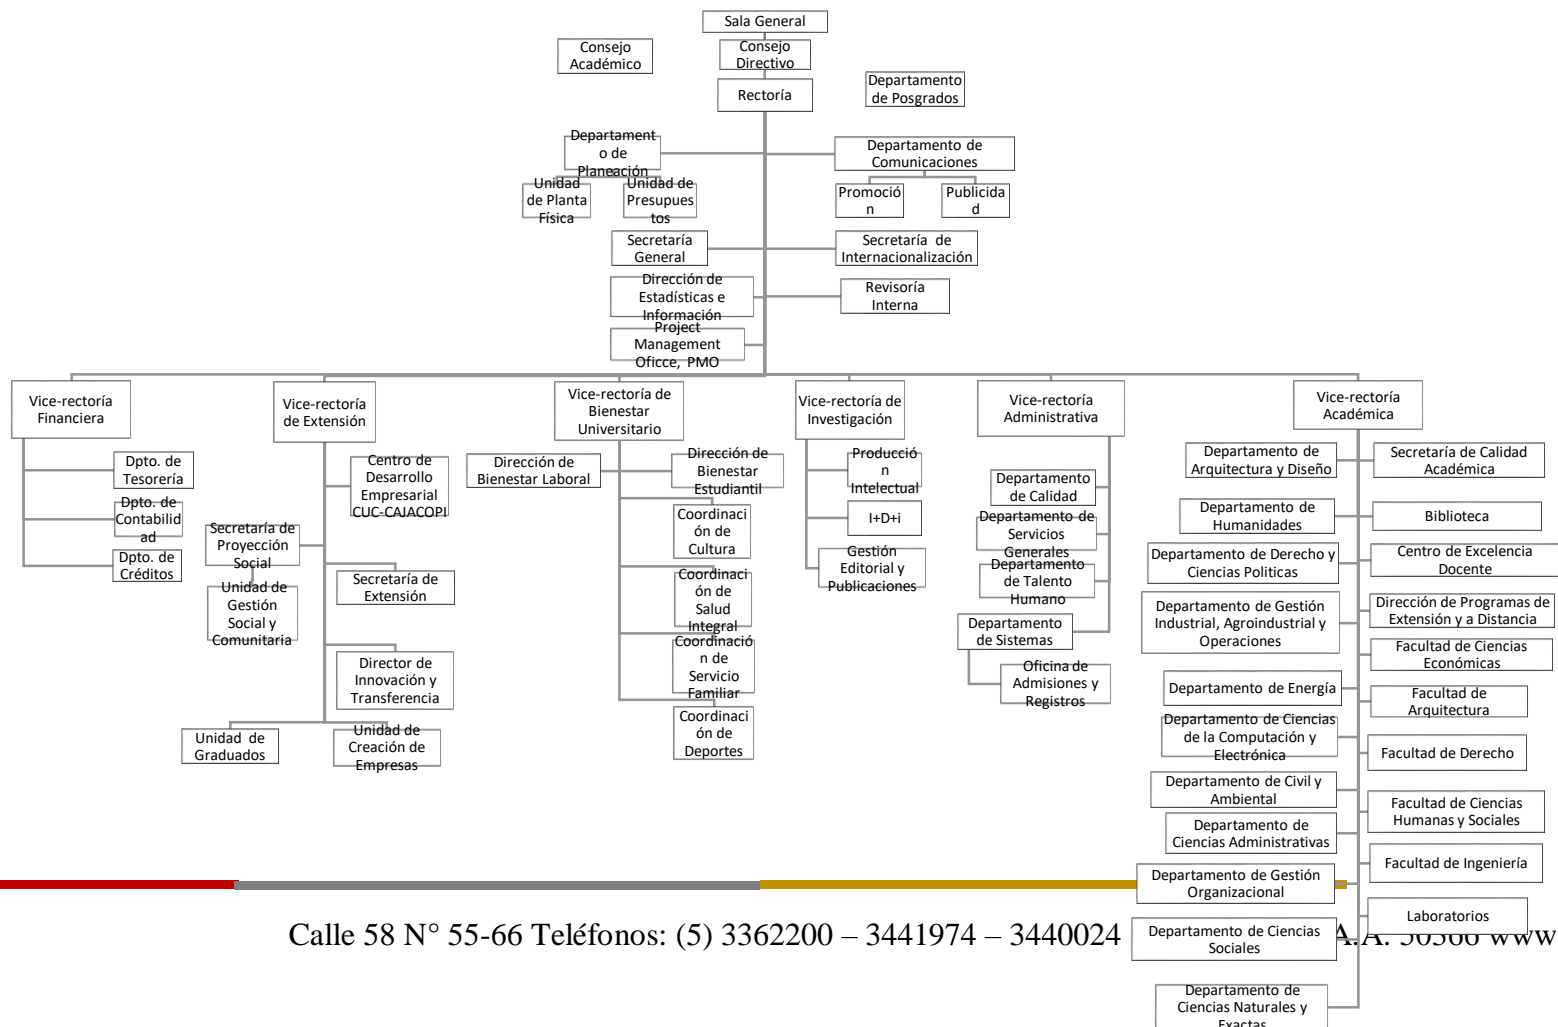 Sala General
Consejo
Académico
Consejo
Directivo
Departamento
de Posgrados
Rectoría
Departament
o de
Planeación
Departamento de
Comunicaciones
Unidad
de Planta
Física
Unidad de
Presupues
tos
Promoció
n
Publicida
d
Secretaría
General
Secretaría de
Internacionalización
Dirección de
Estadísticas e
Información
Revisoría
Interna
Project
Management
Oficce, PMO
Vice-rectoría
Financiera
Vice-rectoría
de Extensión
Vice-rectoría de
Bienestar
Universitario
Vice-rectoría de
Investigación
Vice-rectoría
Administrativa
Vice-rectoría
Académica
Dpto. de
Tesorería
Dpto. de
Contabilid
ad
Dpto. de
Créditos
Centro de
Desarrollo
Empresarial
CUC-CAJACOPI
Secretaría de
Proyección
Social
Unidad de
Gestión
Social y
Comunitaria
Secretaría de
Extensión
Director de
Innovación y
Transferencia
Unidad de
Graduados
Unidad de
Creación de
Empresas
Dirección de
Bienestar Laboral
Dirección de
Bienestar
Estudiantil
Coordinaci
ón de
Cultura
Coordinaci
ón de
Salud
Integral
Coordinació
n de
Servicio
Familiar
Coordinaci
ón de
Deportes
Producció
n
Intelectual
I+D+i
Gestión
Editorial y
Publicaciones
Departamento
de Calidad
Departamento de
Servicios
Generales
Departamento
de Talento
Humano
Departamento
de Sistemas
Oficina de
Admisiones y
Registros
Departamento de
Arquitectura y Diseño
Secretaría de Calidad
Académica
Departamento de
Humanidades
Biblioteca
Departamento de Derecho y
Ciencias Politicas
Centro de Excelencia
Docente
Departamento de Gestión
Industrial, Agroindustrial y
Operaciones
Dirección de Programas de
Extensión y a Distancia
Facultad de Ciencias
Económicas
Departamento de Energía
Facultad de
Arquitectura
Departamento de Ciencias
de la Computación y
Electrónica
Facultad de Derecho
Departamento de Civil y
Ambiental
Facultad de Ciencias
Humanas y Sociales
Departamento de
Ciencias Administrativas
Facultad de Ingeniería
Departamento de Gestión
Organizacional
Laboratorios
Departamento de Ciencias
Sociales
Departamento de
Ciencias Naturales y
Exactas
Calle 58 N° 55-66 Teléfonos: (5) 3362200 – 3441974 – 3440024 A.A. www